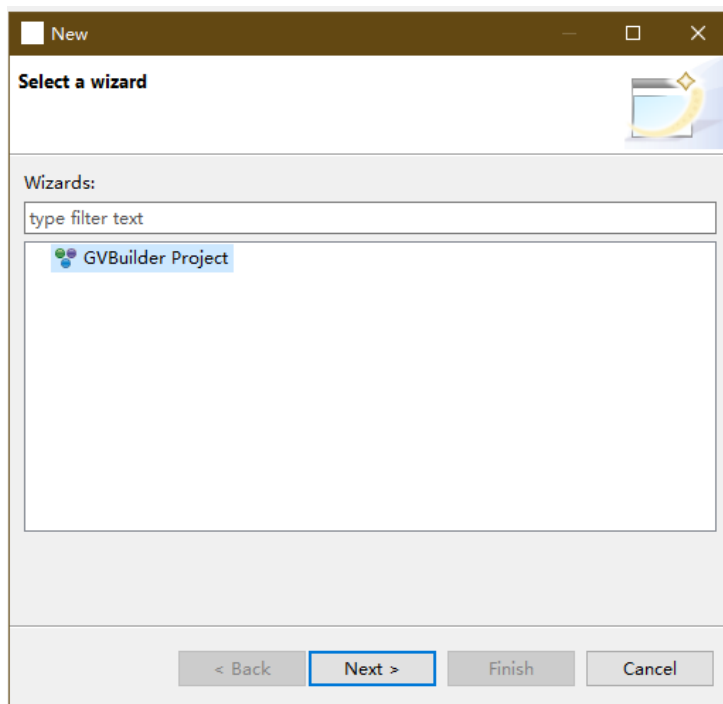 New
Select a wizard
Wizards:
type filter text
GVBuilder Project
< Back Next > Finish Cancel